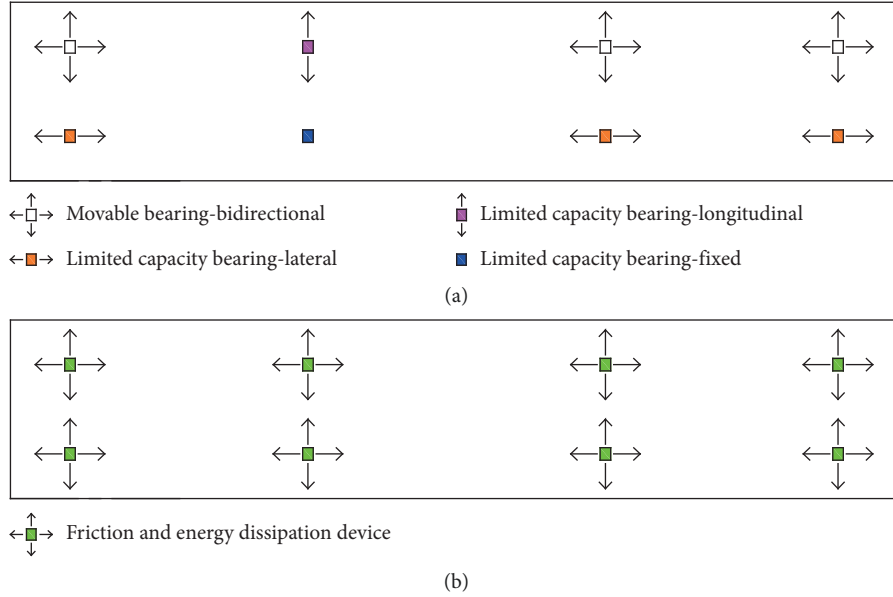 Movable bearing-bidirectional
Limited capacity bearing-longitudinal
Limited capacity bearing-lateral
Limited capacity bearing-fixed
(a)
Friction and energy dissipation device
(b)